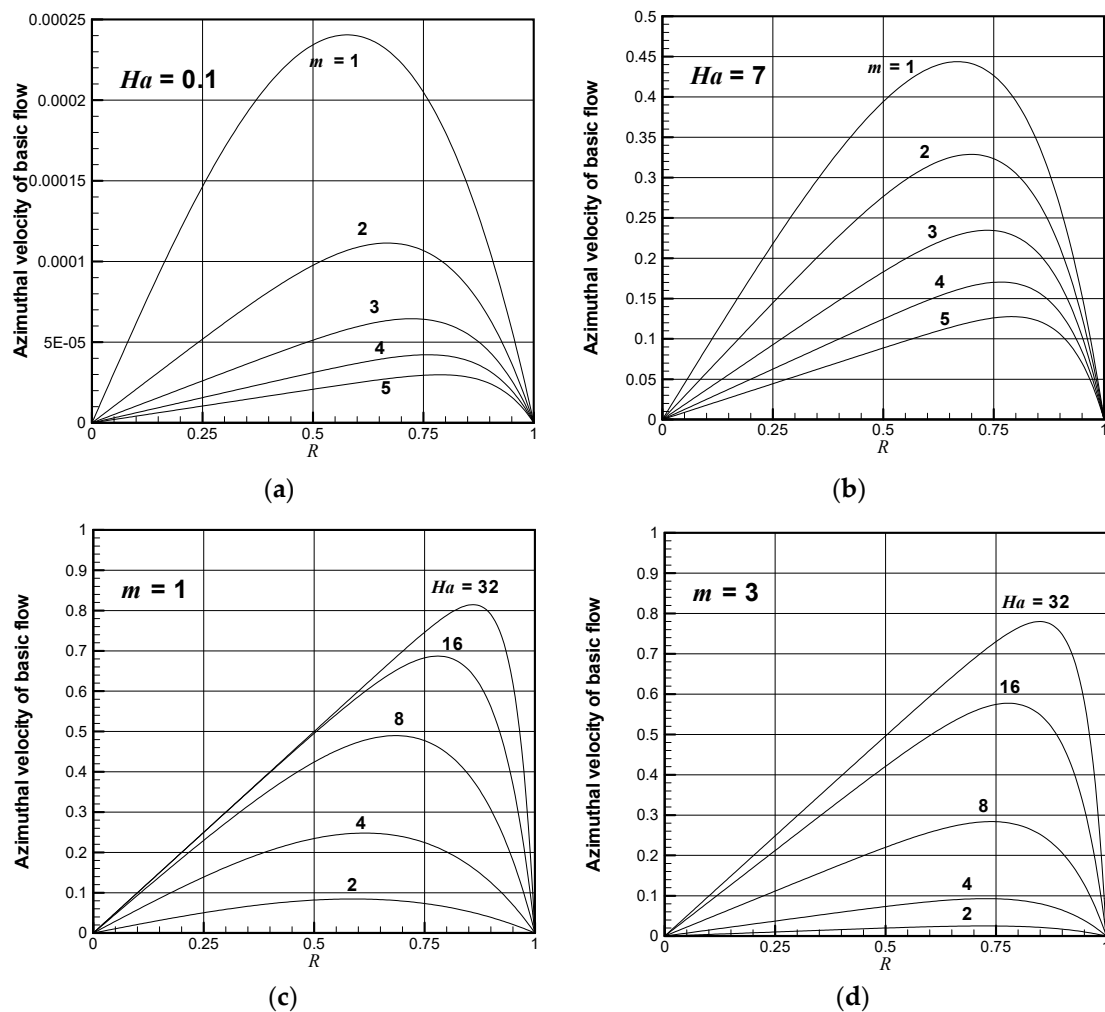 Azimuthal velocity of basic flow
0.00025
0.0002
0.00015
0.0001
5E-05
0
Ha = 0.1
m = 1
2
3
4
5
0 0.25 0.5 0.75 1
R
(a)
Azimuthal velocity of basic flow
0.5
0.45
0.4
0.35
0.3
0.25
0.2
0.15
0.1
0.05
0
Ha = 7
m = 1
2
3
4
5
0 0.25 0.5 0.75 1
R
(b)
Azimuthal velocity of basic flow
1
0.9
0.8
0.7
0.6
0.5
0.4
0.3
0.2
0.1
0
m = 1
Ha = 32
16
8
4
2
0 0.25 0.5 0.75 1
R
(c)
Azimuthal velocity of basic flow
1
0.9
0.8
0.7
0.6
0.5
0.4
0.3
0.2
0.1
0
m = 3
Ha = 32
16
8
4
2
0 0.25 0.5 0.75 1
R
(d)